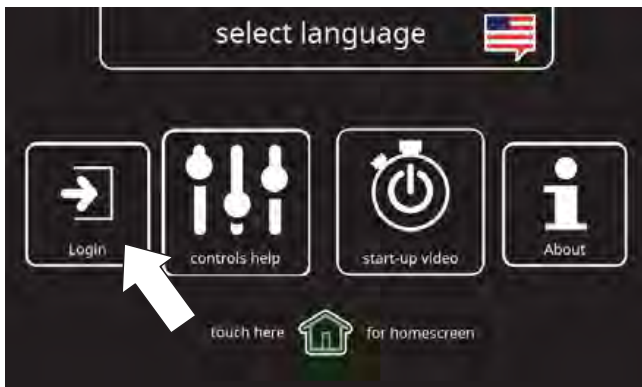 select language
Login
controls help
start-up video
About
touch here for homescreen